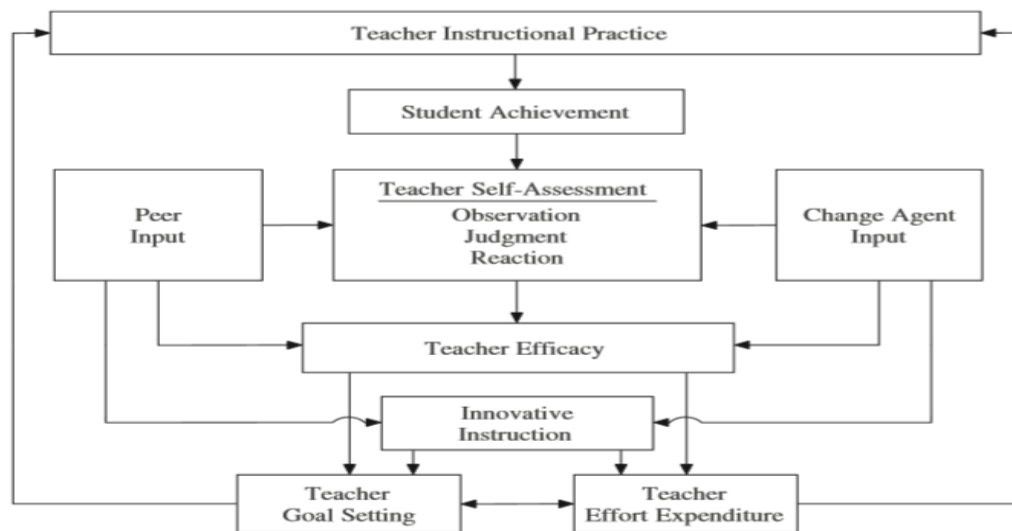 Teacher Instructional Practice
Student Achievement
Teacher Self-Assessment
Observation
Judgment
Reaction
Peer
Input
Change Agent
Input
Teacher Efficacy
Innovative
Instruction
Teacher
Goal Setting
Teacher
Effort Expenditure